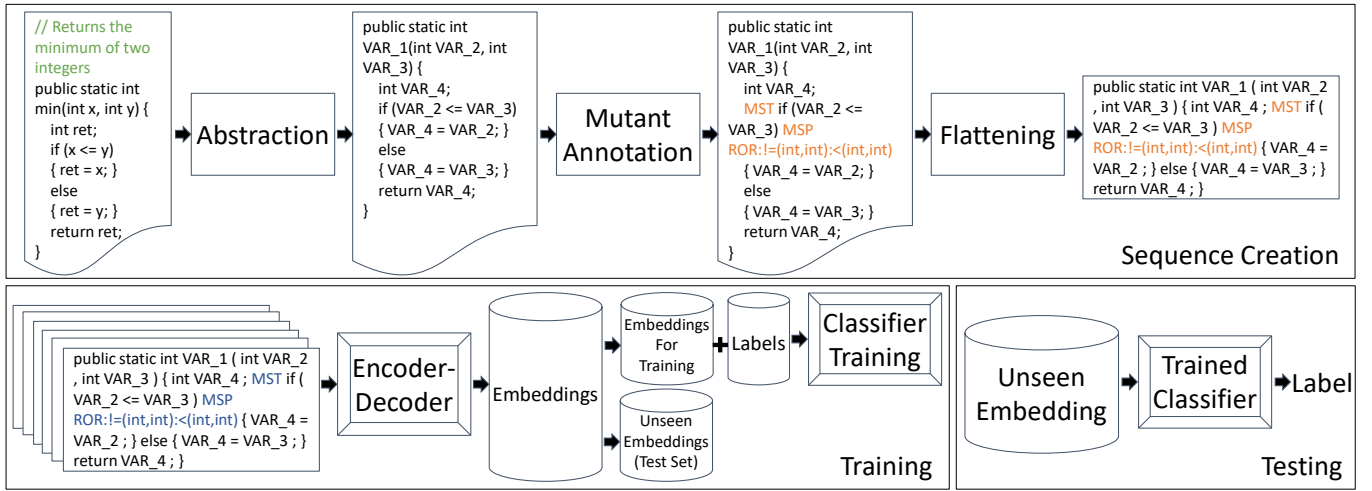 // Returns the
minimum of two
integers
public static int
min(int x, int y) {
int ret;
if (x <= y)
{ ret = x; }
else
{ ret = y; }
return ret;
}
Abstraction
public static int
VAR_1(int VAR_2, int
VAR_3) {
int VAR_4;
if (VAR_2 <= VAR_3)
{ VAR_4 = VAR_2; }
else
{ VAR_4 = VAR_3; }
return VAR_4;
}
Mutant
Annotation
public static int
VAR_1(int VAR_2, int
VAR_3) {
int VAR_4;
MST if (VAR_2 <=
VAR_3) MSP
ROR:!=(int,int):<(int,int)
{ VAR_4 = VAR_2; }
else
{ VAR_4 = VAR_3; }
return VAR_4;
}
Flattening
public static int VAR_1 ( int VAR_2
, int VAR_3 ) { int VAR_4 ; MST if (
VAR_2 <= VAR_3 ) MSP
ROR:!=(int,int):<(int,int) { VAR_4 =
VAR_2 ; } else { VAR_4 = VAR_3 ; }
return VAR_4 ; }
Sequence Creation
public static int VAR_1 ( int VAR_2
, int VAR_3 ) { int VAR_4 ; MST if (
VAR_2 <= VAR_3 ) MSP
ROR:!=(int,int):<(int,int) { VAR_4 =
VAR_2 ; } else { VAR_4 = VAR_3 ; }
return VAR_4 ; }
Encoder-
Decoder
Embeddings
Embeddings
For
Training
+
Labels
Classifier
Training
Unseen
Embeddings
(Test Set)
Training
Unseen
Embedding
Trained
Classifier
Label
Testing